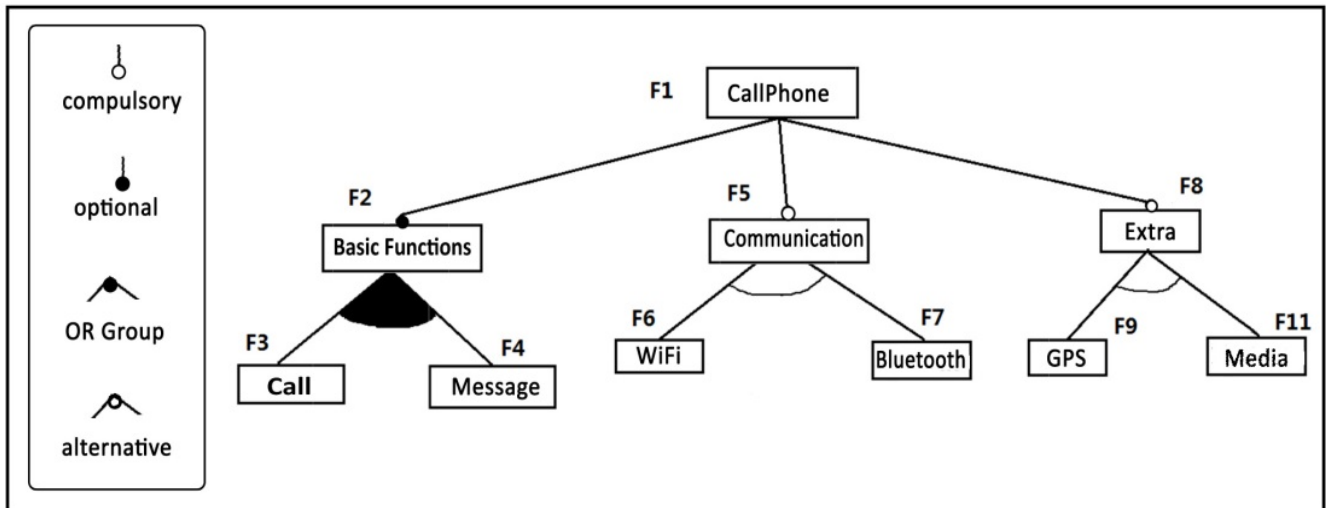 compulsory
optional
OR Group
alternative
F1
CallPhone
F2
Basic Functions
F5
Communication
F8
Extra
F3
Call
F4
Message
F6
WiFi
F7
Bluetooth
F9
GPS
F11
Media